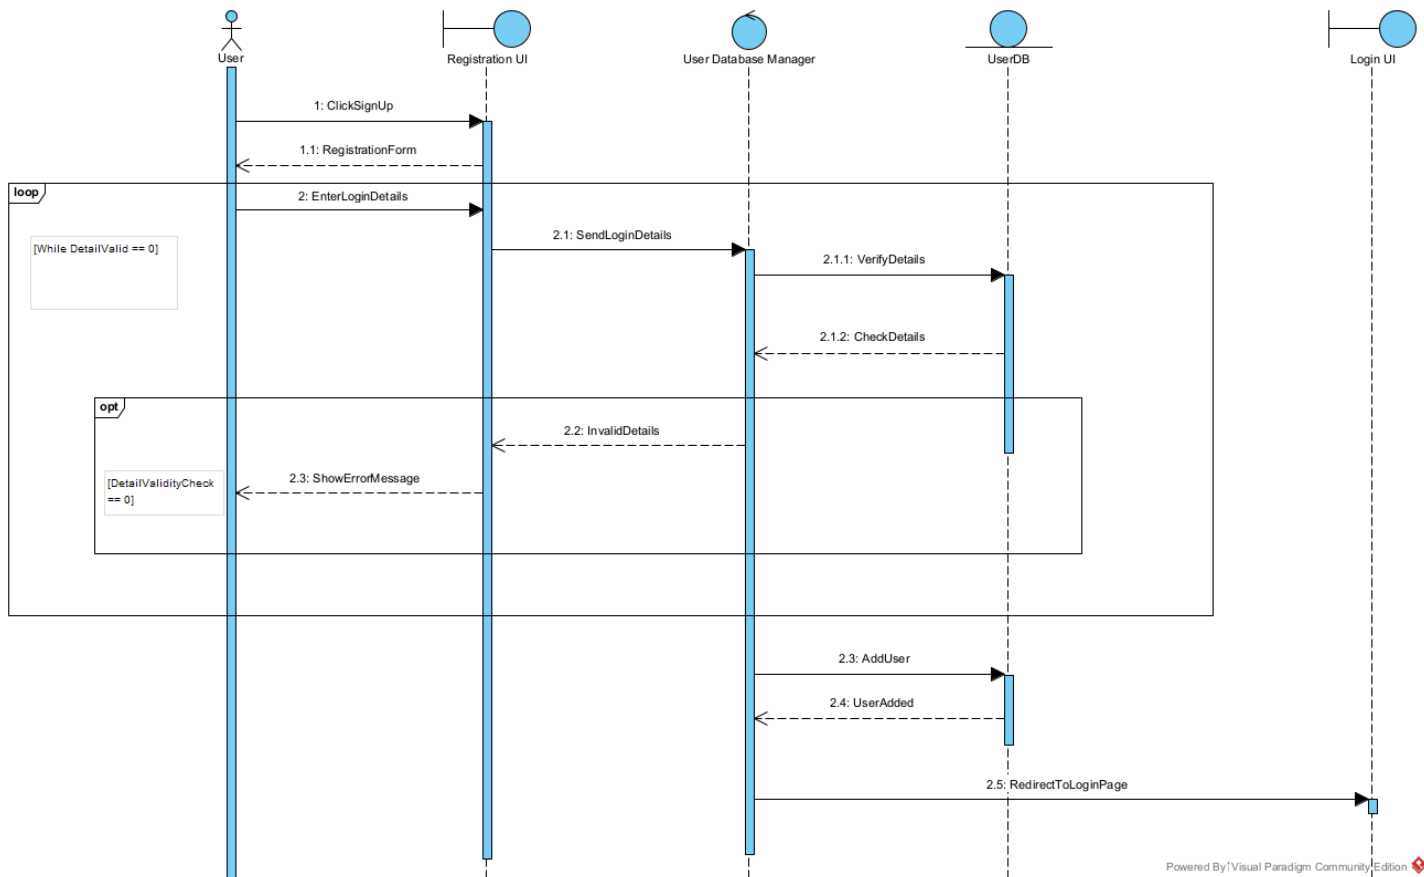 User
Registration UI
User Database Manager
UserDB
Login UI
1: ClickSignUp
1.1: RegistrationForm
loop
2: EnterLoginDetails
[While DetailValid == 0]
2.1: SendLoginDetails
2.1.1: VerifyDetails
2.1.2: CheckDetails
opt
2.2: InvalidDetails
[DetailValidityCheck
== 0]
2.3: ShowErrorMessage
2.3: AddUser
2.4: UserAdded
2.5: RedirectToLoginPage
Powered By Visual Paradigm Community Edition